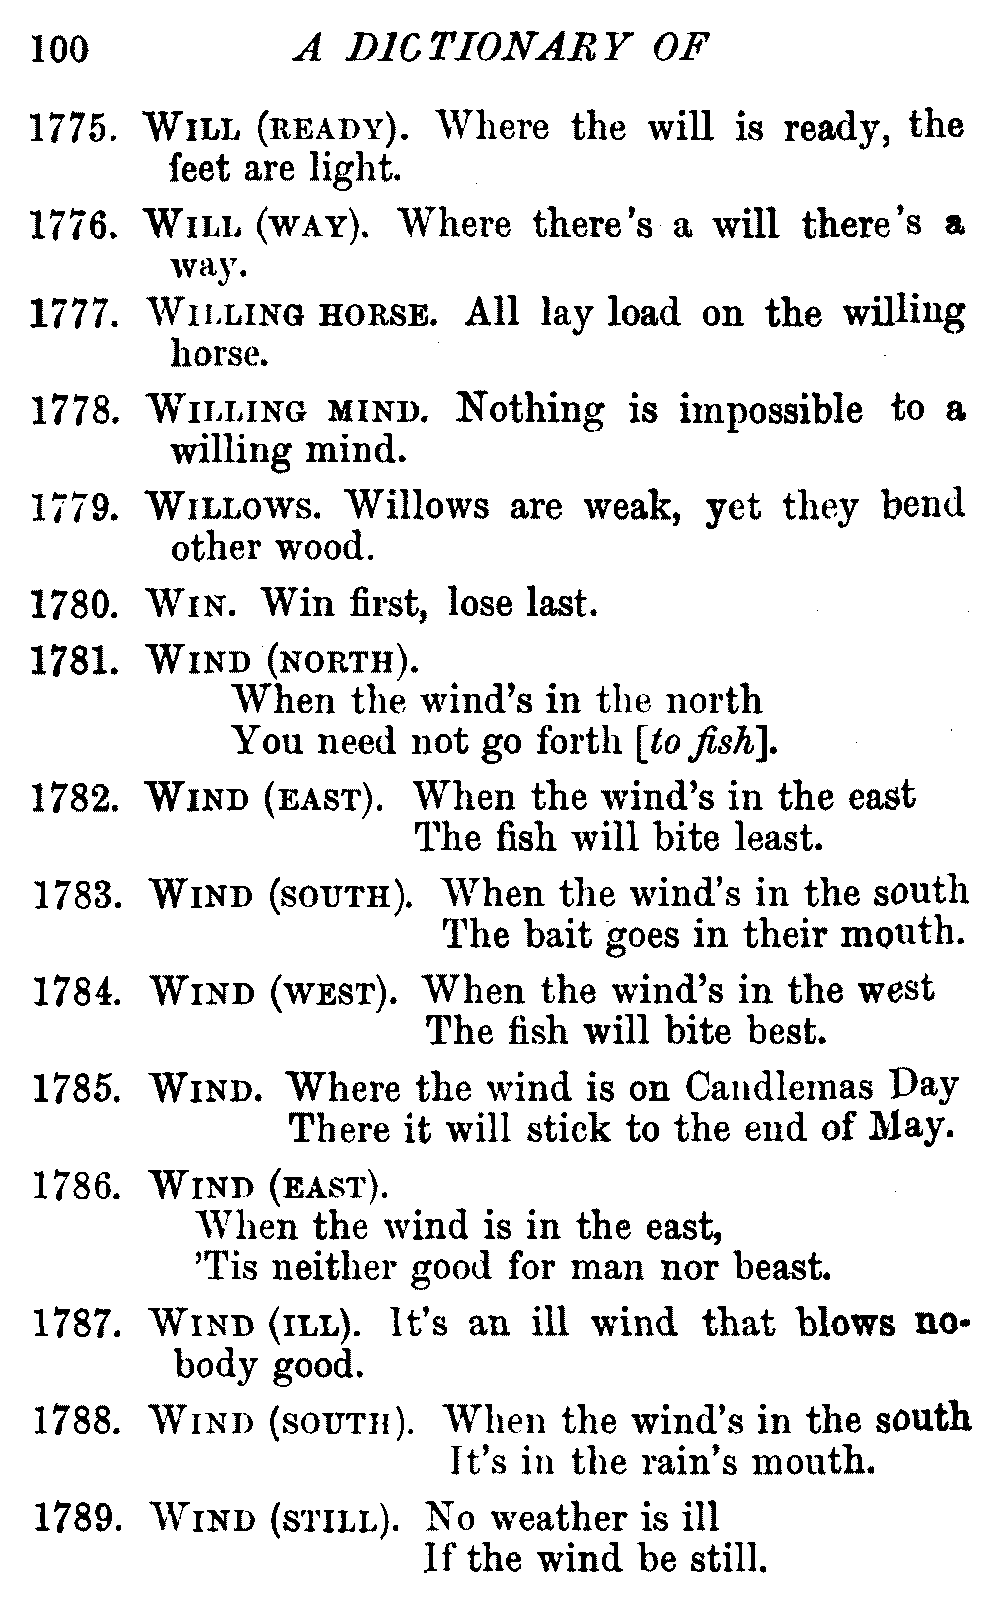 100 A DICTIONARY OF
1775. WILL (READY). Where the will is ready, the
feet are light.
1776. WILL (WAY). Where there's a will there's a
way.
1777. WILLING HORSE. All lay load on the willing
horse.
1778. WILLING MIND. Nothing is impossible to a
willing mind.
1779. WILLOWS. Willows are weak, yet they bend
other wood.
1780. WIN. Win first, lose last.
1781. WIND (NORTH).
When the wind's in the north
You need not go forth [to fish].
1782. WIND (EAST). When the wind's in the east
The fish will bite least.
1783. WIND (SOUTH). When the wind's in the south
The bait goes in their mouth.
1784. WIND (WEST). When the wind's in the west
The fish will bite best.
1785. WIND. Where the wind is on Candlemas Day
There it will stick to the end of May.
1786. WIND (EAST).
When the wind is in the east,
'Tis neither good for man nor beast.
1787. WIND (ILL). It's an ill wind that blows no-
body good.
1788. WIND (SOUTH). When the wind's in the south
It's in the rain's mouth.
1789. WIND (STILL). No weather is ill
If the wind be still.